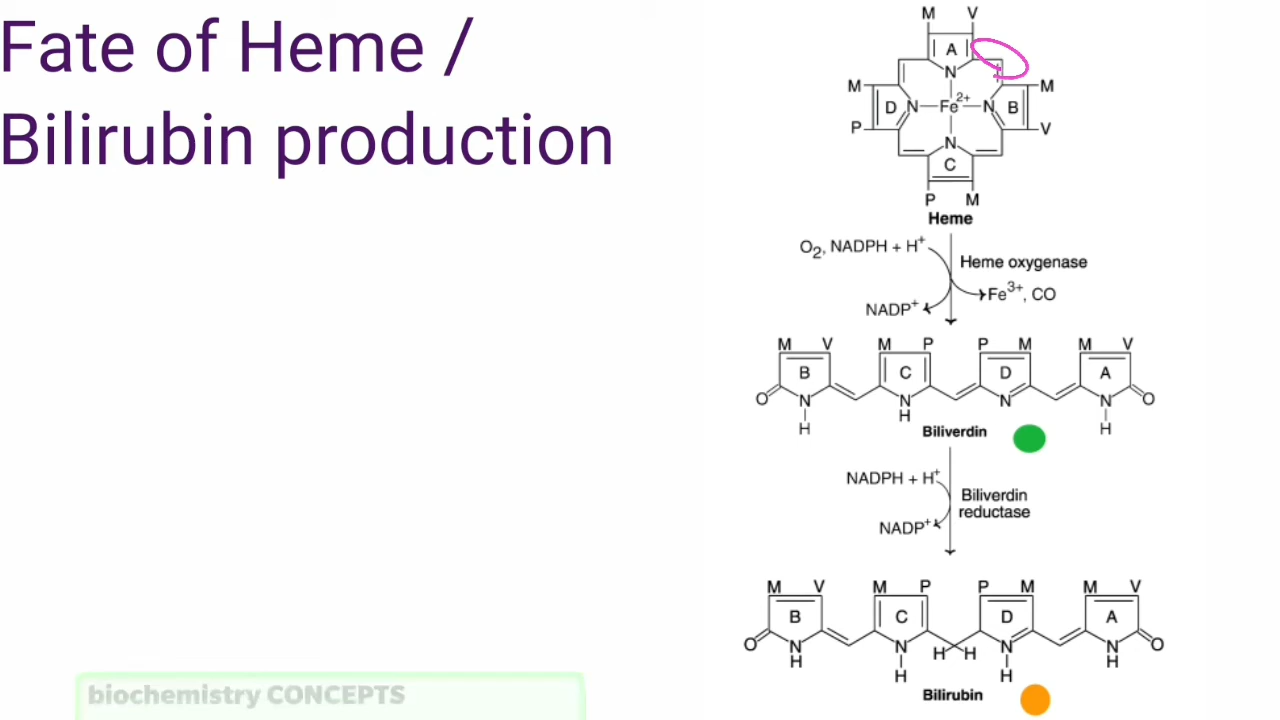 Fate of Heme /
Bilirubin production
M V
A
N
M M
D N Fe2+ N B
P V
N
C
P M
Heme
O2, NADPH + H+
Heme oxygenase
Fe3+, CO
NADP+
M V M P P M M V
B C D A
O N N N N O
H H H
Biliverdin
NADPH + H+
Biliverdin
reductase
NADP+
M V M P P M M V
B C D A
O N N H H N N O
H H H H
Bilirubin
biochemistry CONCEPTS